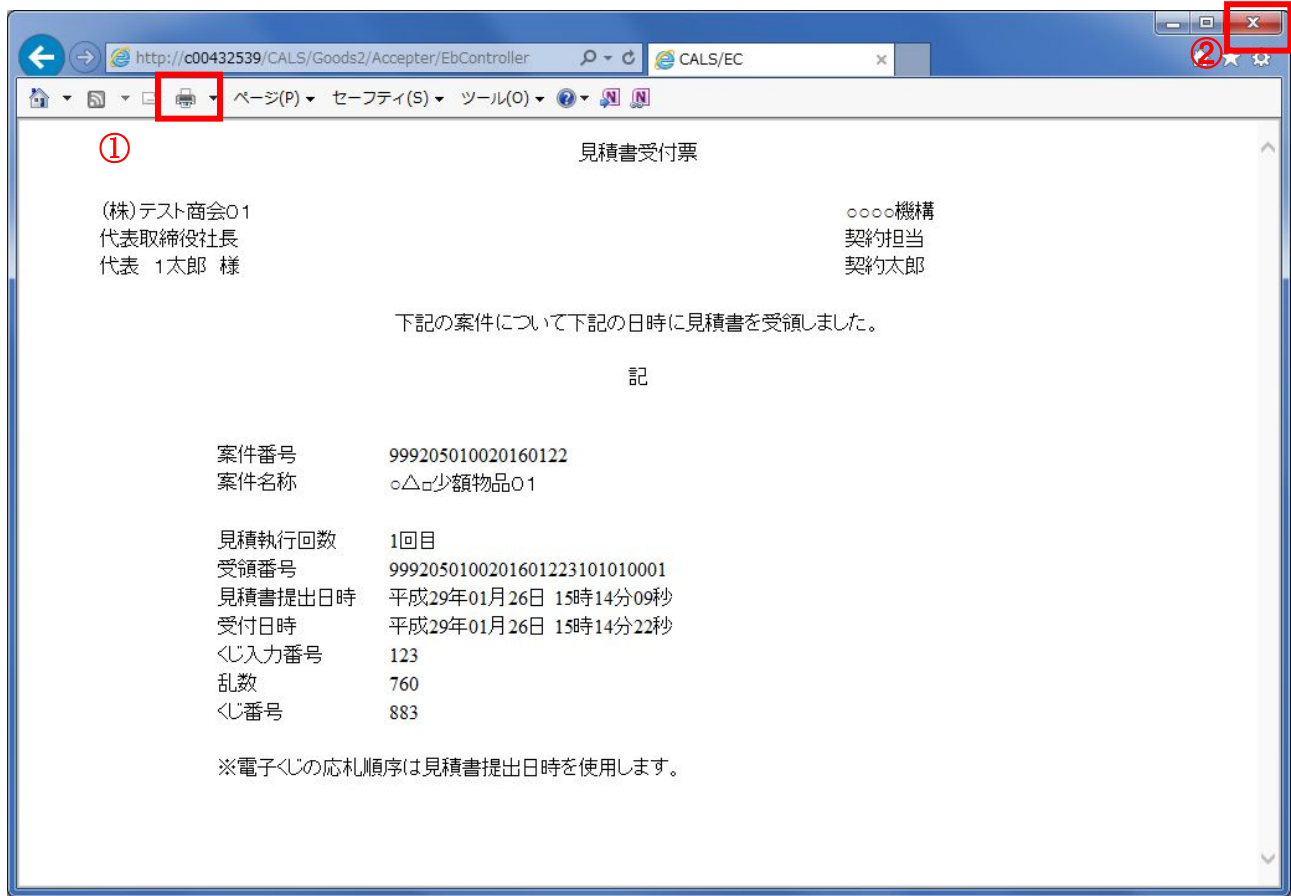 http://c00432539/CALS/Goods2/Accepter/EbController
CALS/EC
②
ページ(P) セーフティ(S) ツール(O)
①
見積書受付票
(株)テスト商会01
○○○○機構
代表取締役社長
契約担当
代表 1太郎 様
契約太郎
下記の案件について下記の日時に見積書を受領しました。
記
案件番号 999205010020160122
案件名称 ○△□少額物品01
見積執行回数 1回目
受領番号 9992050100201601223101010001
見積書提出日時 平成29年01月26日 15時14分09秒
受付日時 平成29年01月26日 15時14分22秒
くじ入力番号 123
乱数 760
くじ番号 883
※電子くじの応札順序は見積書提出日時を使用します。